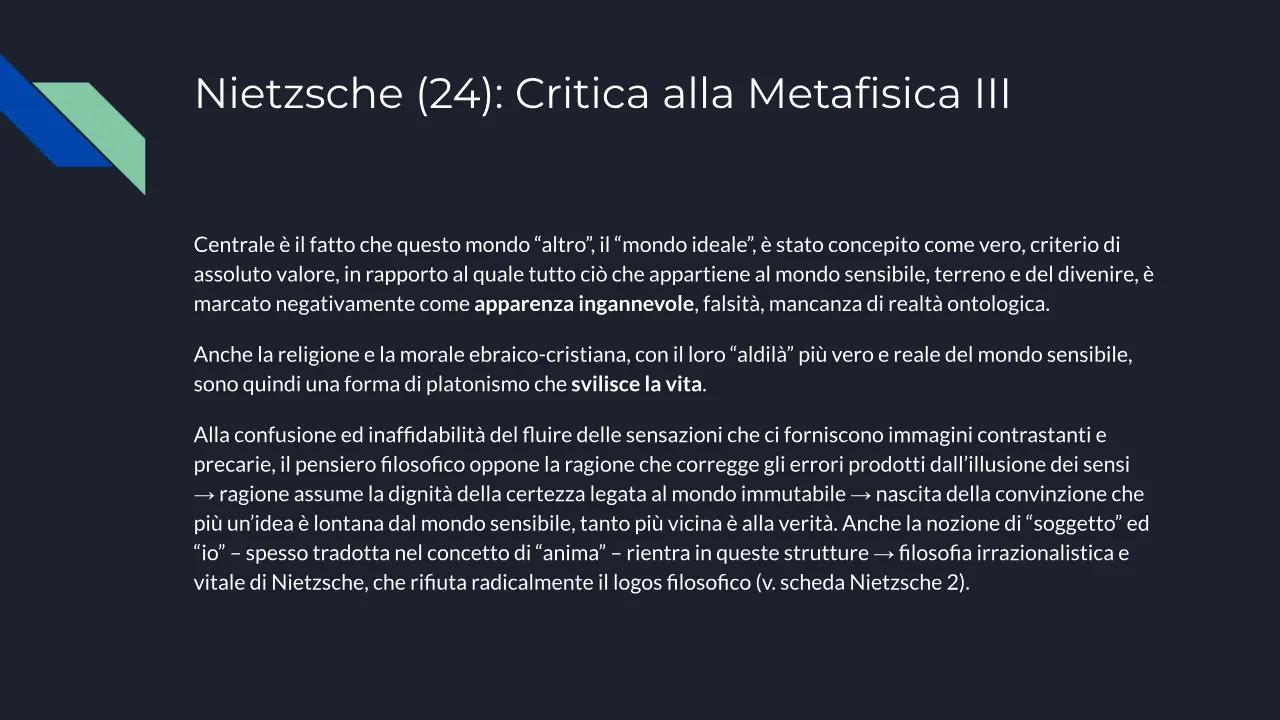 Nietzsche (24): Critica alla Metafisica III
Centrale è il fatto che questo mondo “altro”, il “mondo ideale”, è stato concepito come vero, criterio di
assoluto valore, in rapporto al quale tutto ciò che appartiene al mondo sensibile, terreno e del divenire, è
marcato negativamente come apparenza ingannevole, falsità, mancanza di realtà ontologica.
Anche la religione e la morale ebraico-cristiana, con il loro “aldilà” più vero e reale del mondo sensibile,
sono quindi una forma di platonismo che svilisce la vita.
Alla confusione ed inaffidabilità del fluire delle sensazioni che ci forniscono immagini contrastanti e
precarie, il pensiero filosofico oppone la ragione che corregge gli errori prodotti dall’illusione dei sensi
→ ragione assume la dignità della certezza legata al mondo immutabile → nascita della convinzione che
più un’idea è lontana dal mondo sensibile, tanto più vicina è alla verità. Anche la nozione di “soggetto” ed
“io” – spesso tradotta nel concetto di “anima” – rientra in queste strutture → filosofia irrazionalistica e
vitale di Nietzsche, che rifiuta radicalmente il logos filosofico (v. scheda Nietzsche 2).